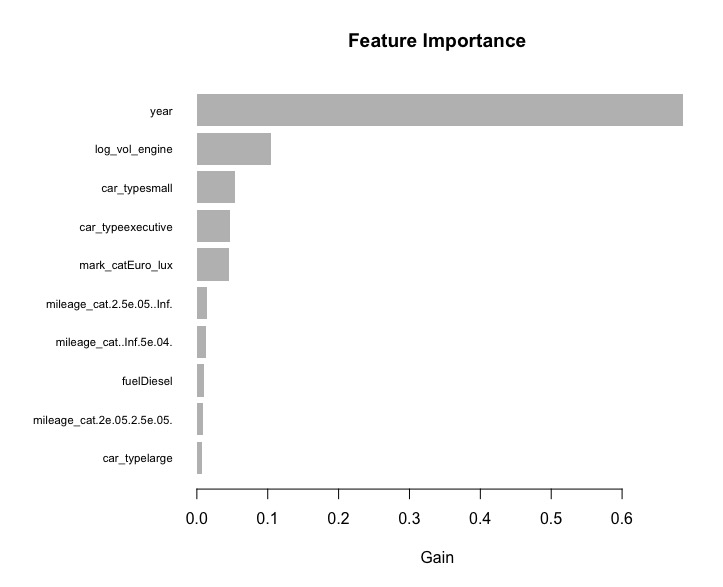 Feature Importance
year
log_vol_engine
car_typesmall
car_typeexecutive
mark_catEuro_lux
mileage_cat.2.5e.05..Inf.
mileage_cat..Inf.5e.04.
fuelDiesel
mileage_cat.2e.05.2.5e.05.
car_typelarge
0.0 0.1 0.2 0.3 0.4 0.5 0.6
Gain